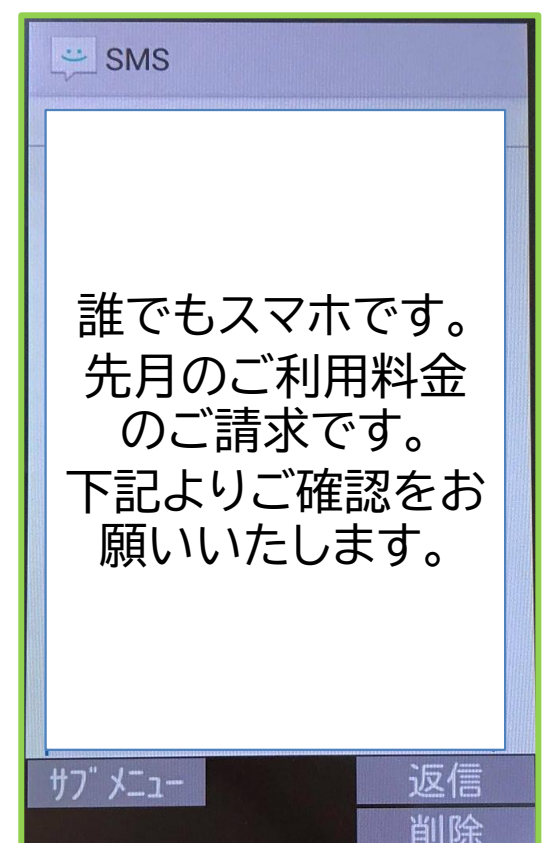 SMS
誰でもスマホです。
先月のご利用料金
のご請求です。
下記よりご確認をお
願いいたします。
ｻﾌﾞﾒﾆｭｰ
返信
削除